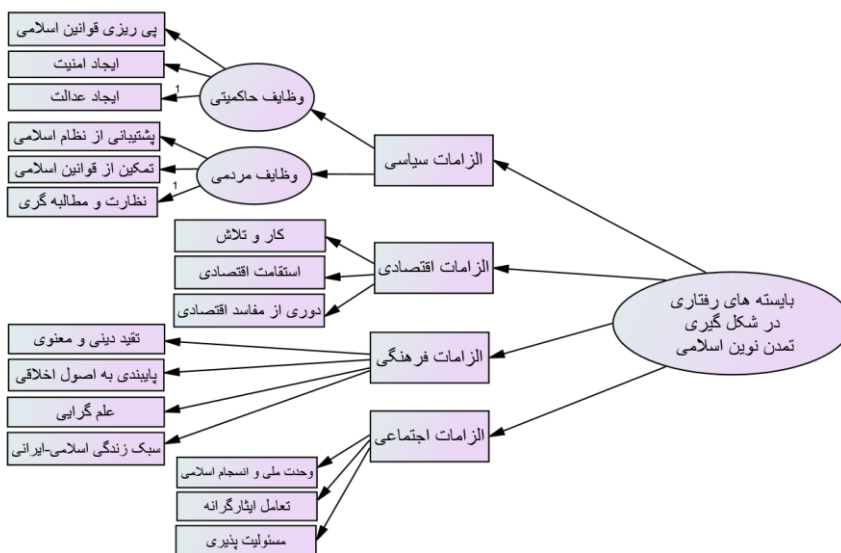 بایسته های رفتاری
در شکل گیری
تمدن نوین اسلامی
الزامات سیاسی
وظایف حاکمیتی
پی ریزی قوانین اسلامی
ایجاد امنیت
1
ایجاد عدالت
وظایف مردمی
پشتیبانی از نظام اسلامی
تمکین از قوانین اسلامی
1
نظارت و مطالبه گری
الزامات اقتصادی
کار و تلاش
استقامت اقتصادی
دوری از مفاسد اقتصادی
الزامات فرهنگی
تقید دینی و معنوی
پایبندی به اصول اخلاقی
علم گرایی
سبک زندگی اسلامی-ایرانی
الزامات اجتماعی
وحدت ملی و انسجام اسلامی
تعامل ایثارگرانه
مسئولیت پذیری